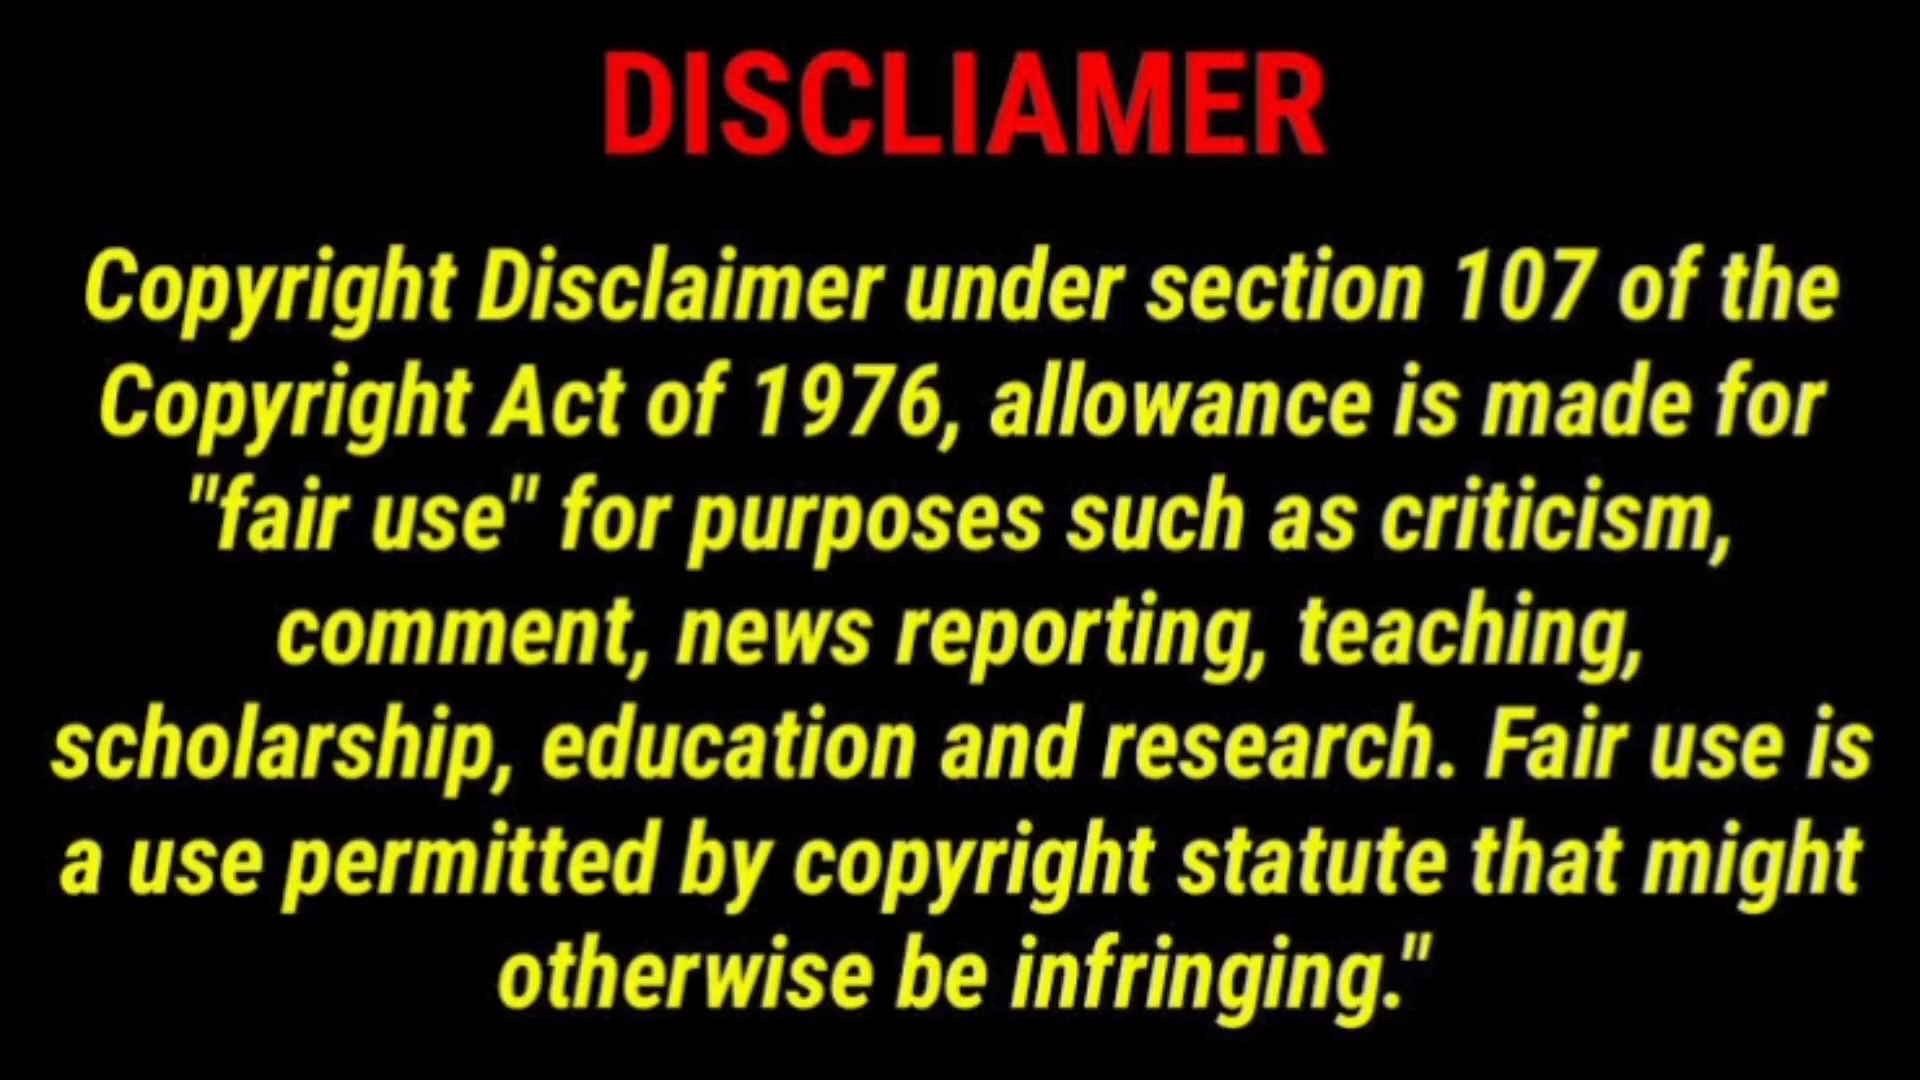 DISCLIAMER
Copyright Disclaimer under section 107 of the
Copyright Act of 1976, allowance is made for
"fair use" for purposes such as criticism,
comment, news reporting, teaching,
scholarship, education and research. Fair use is
a use permitted by copyright statute that might
otherwise be infringing."